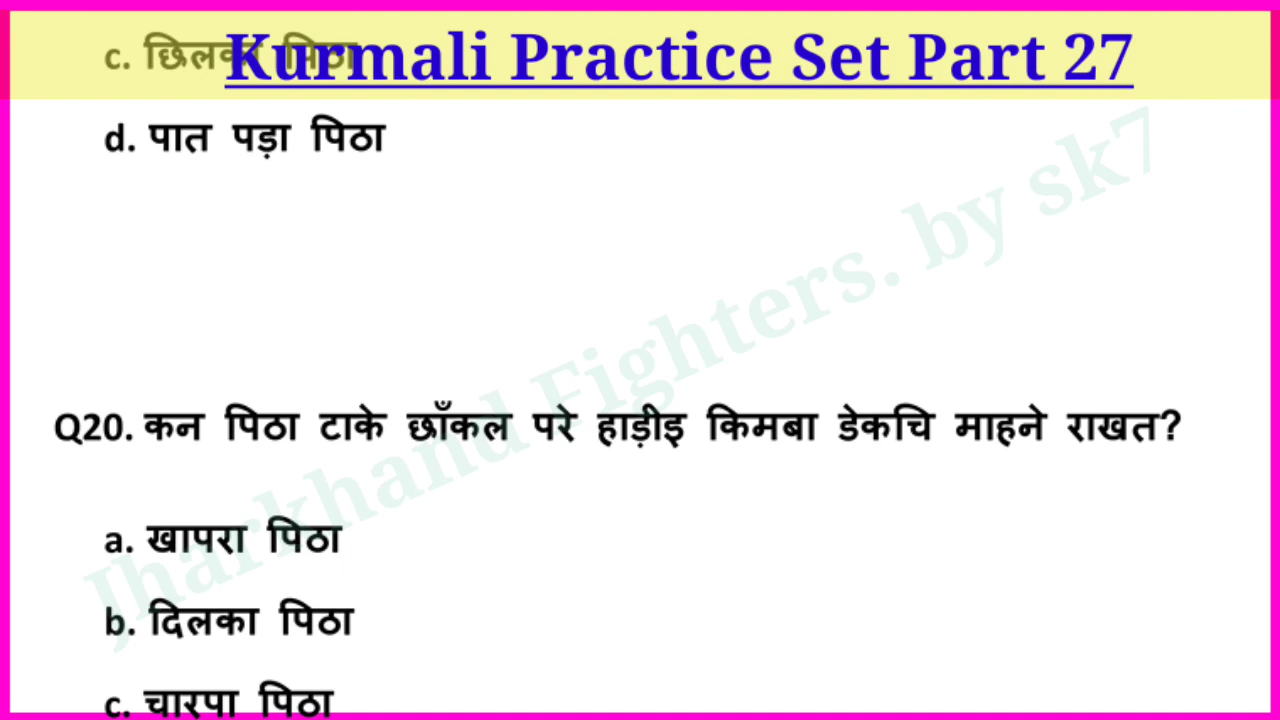 Kurmali Practice Set Part 27
c. छिलका पिठा
d. पात पड़ा पिठा
Q20. कन पिठा टाके छाँकल परे हाड़ीइ किमबा डेकचि माहने राखत?
a. खापरा पिठा
b. दिलका पिठा
c. चारपा पिठा
Jharkhand Fighters. by sk7